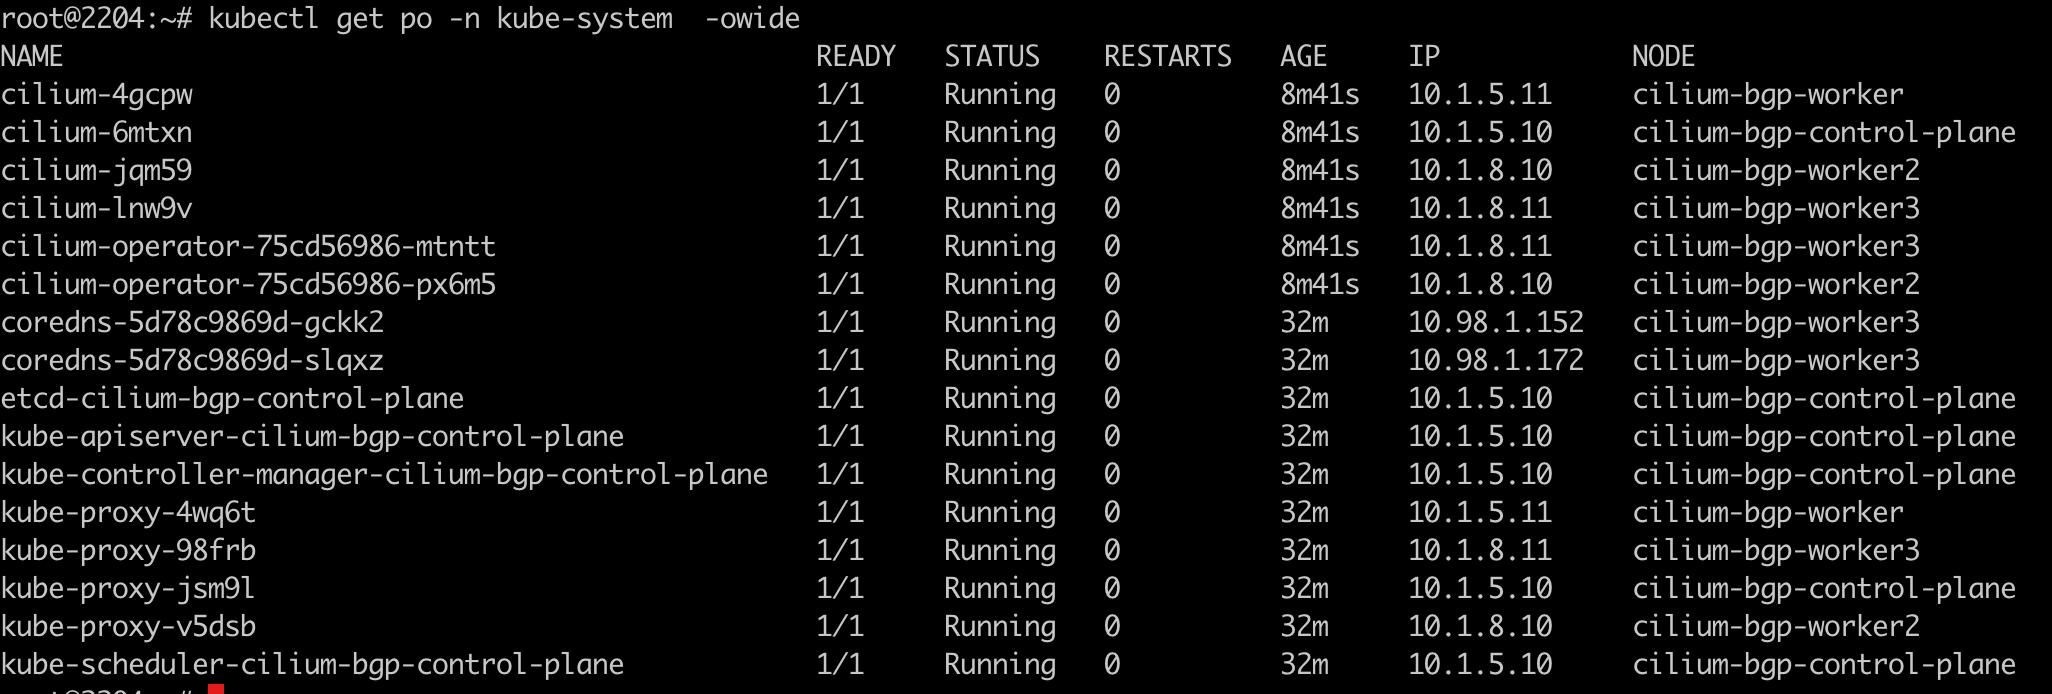 root@2204:~# kubectl get po -n kube-system  -owide
NAME                                            READY   STATUS    RESTARTS   AGE     IP            NODE
cilium-4gcpw                                    1/1     Running   0          8m41s   10.1.5.11     cilium-bgp-worker
cilium-6mtxn                                    1/1     Running   0          8m41s   10.1.5.10     cilium-bgp-control-plane
cilium-jqm59                                    1/1     Running   0          8m41s   10.1.8.10     cilium-bgp-worker2
cilium-lnw9v                                    1/1     Running   0          8m41s   10.1.8.11     cilium-bgp-worker3
cilium-operator-75cd56986-mtntt                 1/1     Running   0          8m41s   10.1.8.11     cilium-bgp-worker3
cilium-operator-75cd56986-px6m5                 1/1     Running   0          8m41s   10.1.8.10     cilium-bgp-worker2
coredns-5d78c9869d-gckk2                        1/1     Running   0          32m     10.98.1.152   cilium-bgp-worker3
coredns-5d78c9869d-slqxz                        1/1     Running   0          32m     10.98.1.172   cilium-bgp-worker3
etcd-cilium-bgp-control-plane                   1/1     Running   0          32m     10.1.5.10     cilium-bgp-control-plane
kube-apiserver-cilium-bgp-control-plane         1/1     Running   0          32m     10.1.5.10     cilium-bgp-control-plane
kube-controller-manager-cilium-bgp-control-plane   1/1     Running   0          32m     10.1.5.10     cilium-bgp-control-plane
kube-proxy-4wq6t                                1/1     Running   0          32m     10.1.5.11     cilium-bgp-worker
kube-proxy-98frb                                1/1     Running   0          32m     10.1.8.11     cilium-bgp-worker3
kube-proxy-jsm9l                                1/1     Running   0          32m     10.1.5.10     cilium-bgp-control-plane
kube-proxy-v5dsb                                1/1     Running   0          32m     10.1.8.10     cilium-bgp-worker2
kube-scheduler-cilium-bgp-control-plane         1/1     Running   0          32m     10.1.5.10     cilium-bgp-control-plane
root@2204:~#